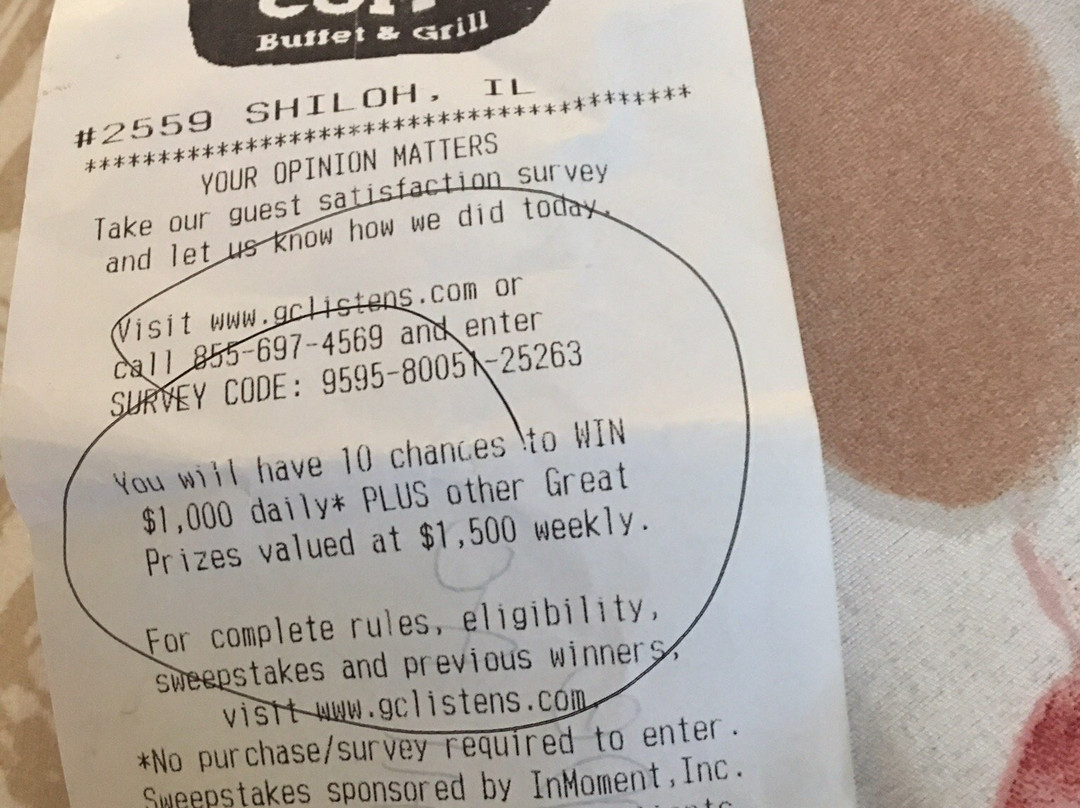 Buffet & Grill
#2559 SHILOH, IL
******************************************
YOUR OPINION MATTERS
Take our guest satisfaction survey
and let us know how we did today.
Visit www.gclistens.com or
call 855-697-4569 and enter
SURVEY CODE: 9595-80051-25263
You will have 10 chances to WIN
$1,000 daily* PLUS other Great
Prizes valued at $1,500 weekly.
For complete rules, eligibility,
sweepstakes and previous winners,
visit www.gclistens.com.
*No purchase/survey required to enter.
Sweepstakes sponsored by InMoment,Inc.